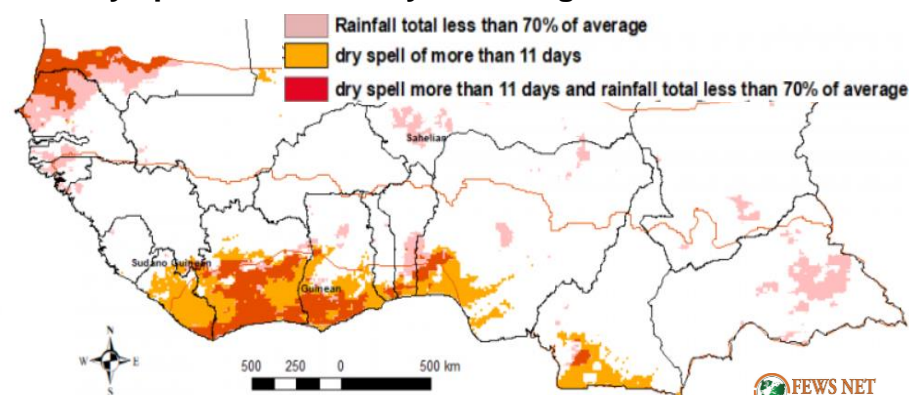 Rainfall total less than 70% of average
dry spell of more than 11 days
dry spell more than 11 days and rainfall total less than 70% of average
Sahelian
Sudano Guinean
Guinean
N
W E
S
500 250 0 500 km
FEWS NET